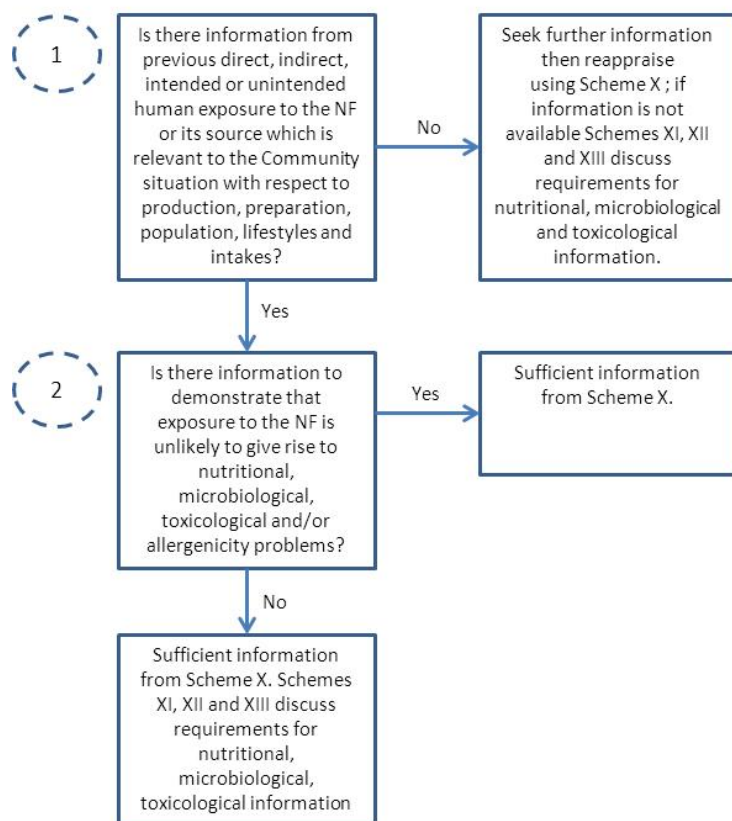 1
Is there information from
previous direct, indirect,
intended or unintended
human exposure to the NF
or its source which is
relevant to the Community
situation with respect to
production, preparation,
population, lifestyles and
intakes?
No
Seek further information
then reappraise
using Scheme X ; if
information is not
available Schemes XI, XII
and XIII discuss
requirements for
nutritional, microbiological
and toxicological
information.
Yes
2
Is there information to
demonstrate that
exposure to the NF is
unlikely to give rise to
nutritional,
microbiological,
toxicological and/or
allergenicity problems?
Yes
Sufficient information
from Scheme X.
No
Sufficient information
from Scheme X. Schemes
XI, XII and XIII discuss
requirements for
nutritional,
microbiological,
toxicological information